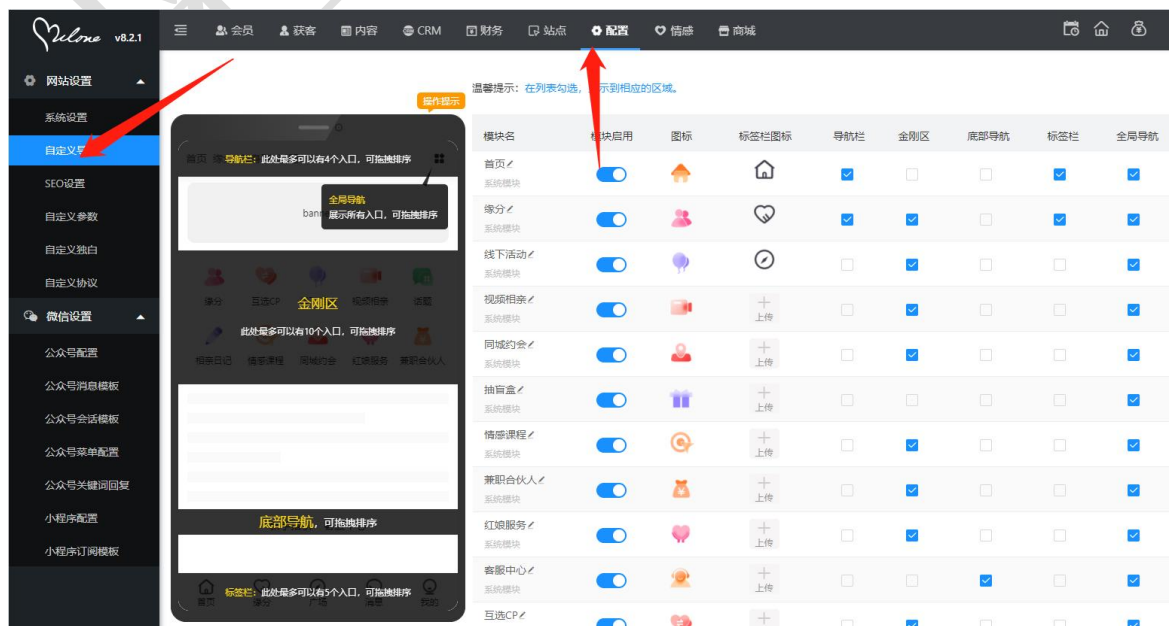 Milone v8.2.1
会员 获客 内容 CRM 财务 站点 配置 情感 商城
网站设置
系统设置
自定义导
SEO设置
自定义参数
自定义独白
自定义协议
微信设置
公众号配置
公众号消息模板
公众号会话模板
公众号菜单配置
公众号关键词回复
小程序配置
小程序订阅模板
操作提示
首页 缘 导航栏：此处最多可以有4个入口，可拖拽排序
全局导航
bann 展示所有入口，可拖拽排序
缘分 互选CP 视频相亲 话题
金刚区
此处最多可以有10个入口，可拖拽排序
相亲日记 情感课程 同城约会 红娘服务 兼职合伙人
底部导航，可拖拽排序
标签栏：此处最多可以有5个入口，可拖拽排序
首页 缘分 广场 消息 我的
温馨提示：在列表勾选，示到相应的区域。
模块名 模块启用 图标 标签栏图标 导航栏 金刚区 底部导航 标签栏 全局导航
首页
系统模块
缘分
系统模块
线下活动
系统模块
视频相亲 上传
系统模块
同城约会 上传
系统模块
抽盲盒 上传
系统模块
情感课程 上传
系统模块
兼职合伙人 上传
系统模块
红娘服务 上传
系统模块
客服中心 上传
系统模块
互选CP